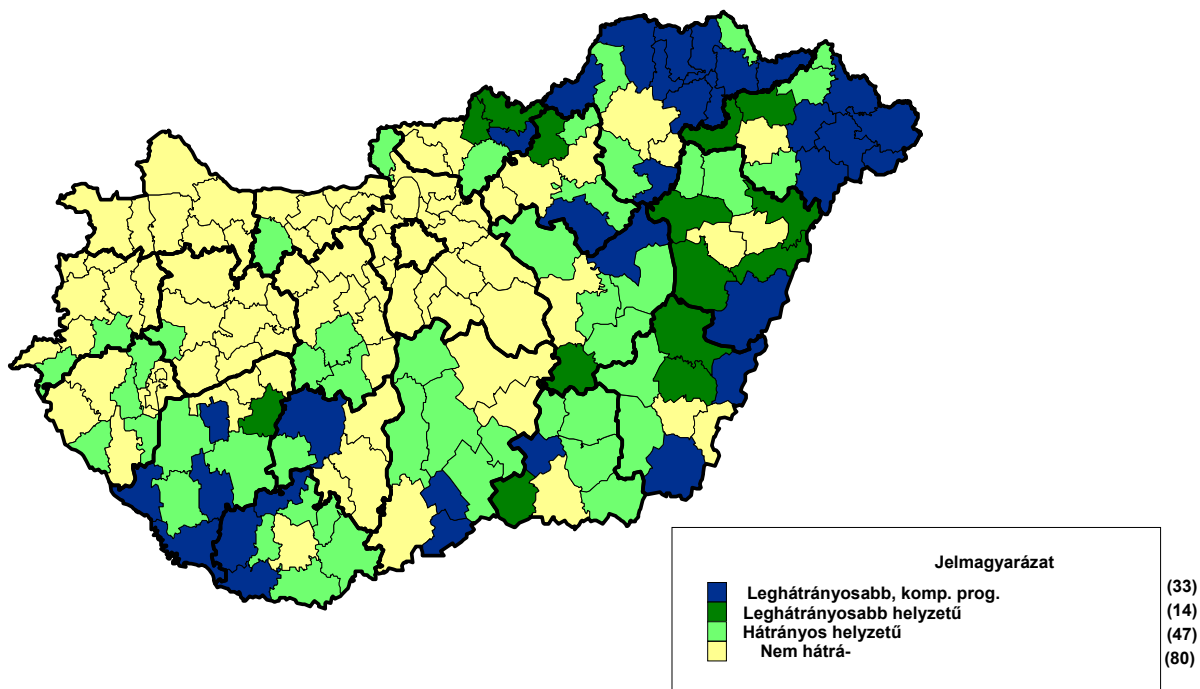 Jelmagyarázat
Leghátrányosabb, komp. prog. (33)
Leghátrányosabb helyzetű (14)
Hátrányos helyzetű (47)
Nem hátrá- (80)